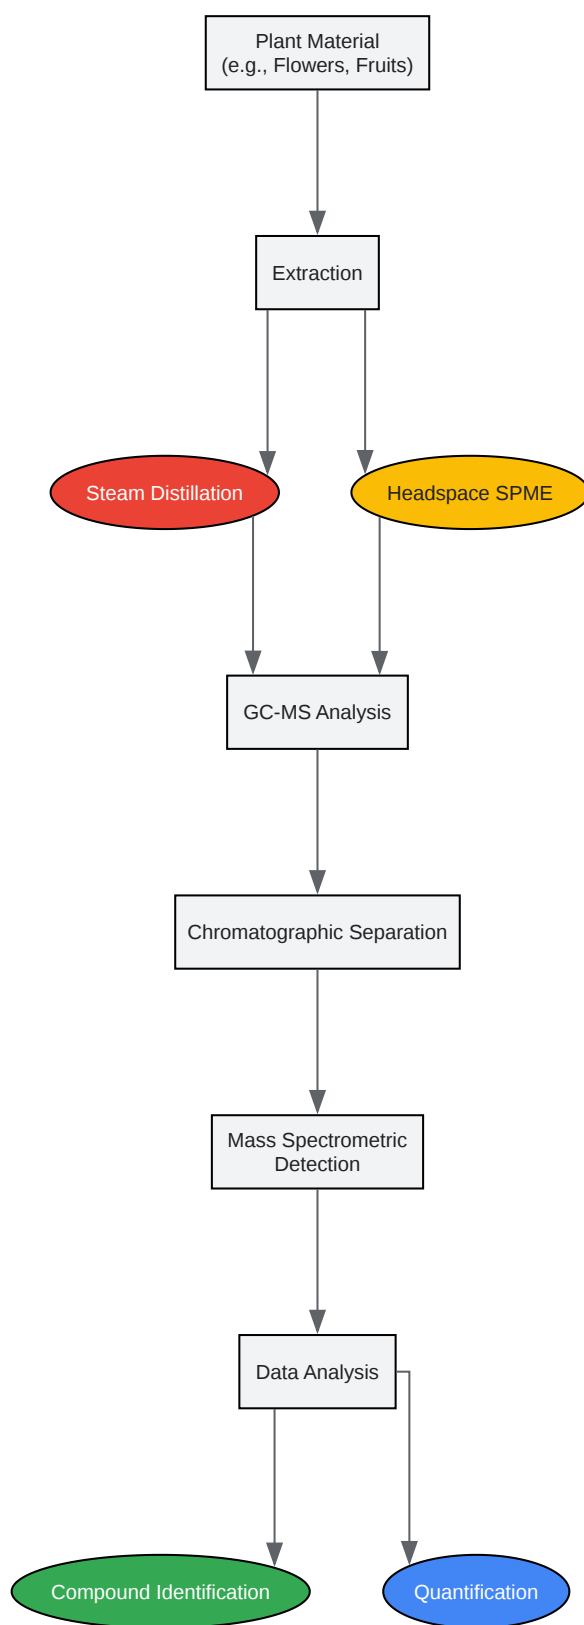 Plant Material
(e.g., Flowers, Fruits)
Extraction
Steam Distillation
Headspace SPME
GC-MS Analysis
Chromatographic Separation
Mass Spectrometric
Detection
Data Analysis
Compound Identification
Quantification